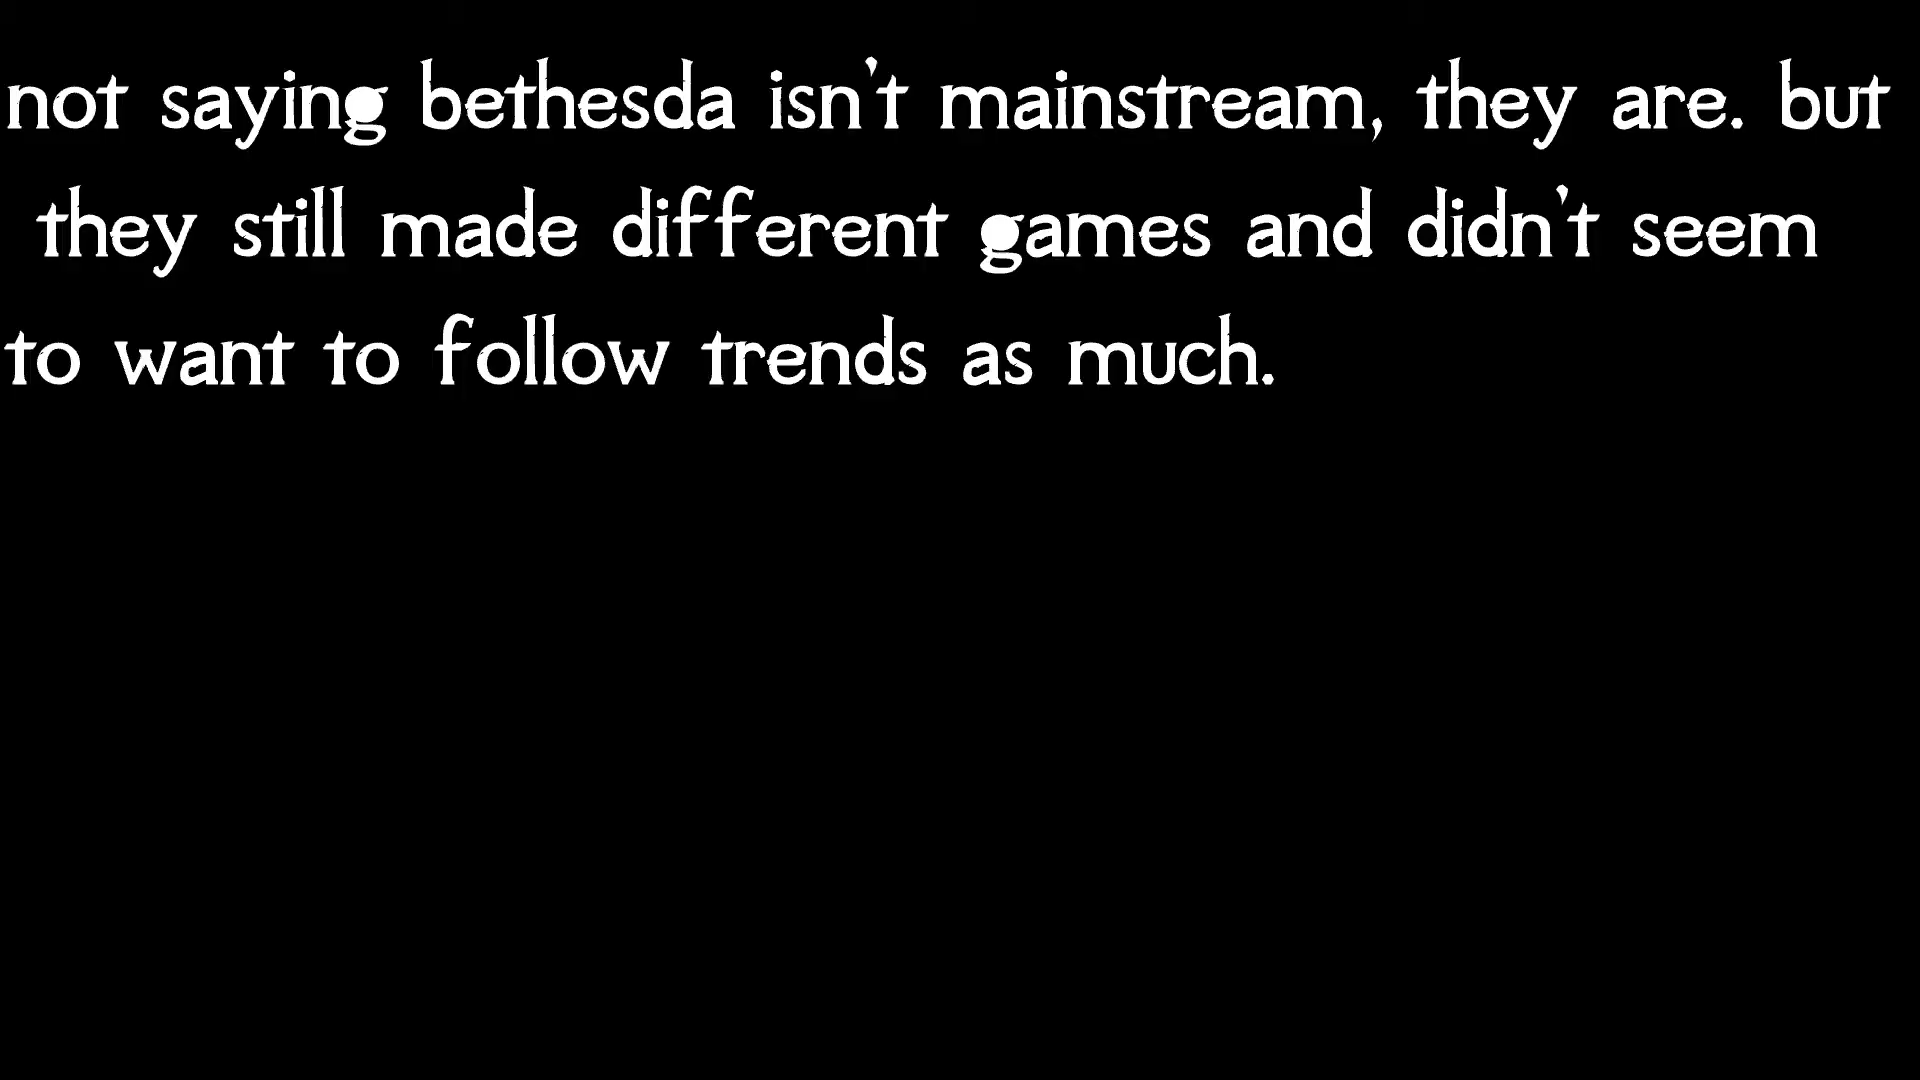 not saying bethesda isn't mainstream, they are. but
they still made different games and didn't seem
to want to follow trends as much.